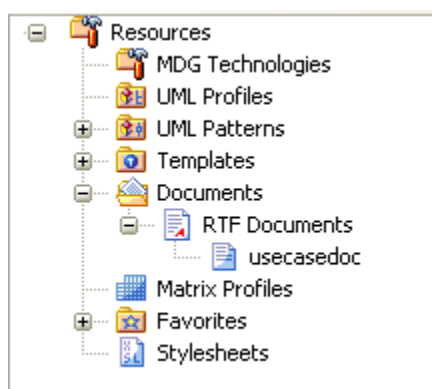 Resources
MDG Technologies
UML Profiles
UML Patterns
Templates
Documents
RTF Documents
usecasedoc
Matrix Profiles
Favorites
Stylesheets